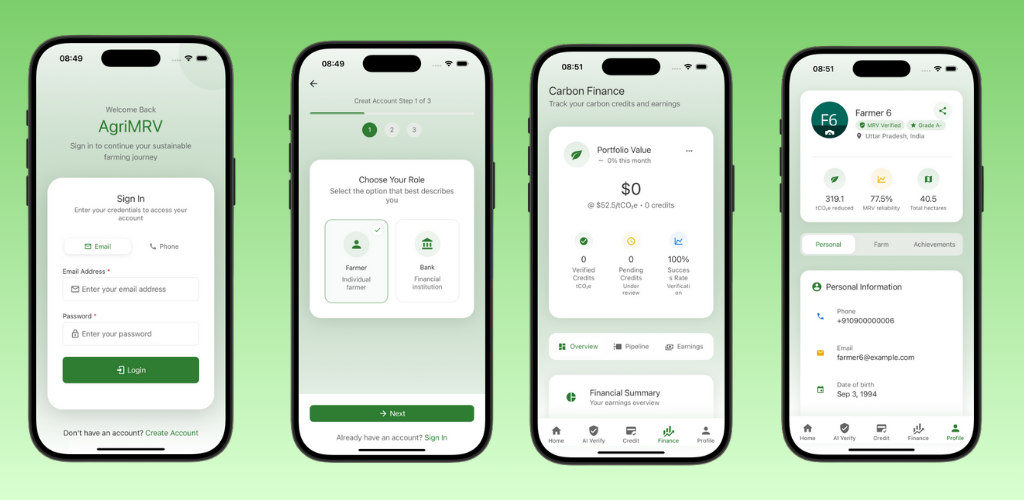 08:49
Welcome Back
AgriMRV
Sign in to continue your sustainable
farming journey
Sign In
Enter your credentials to access your
account
Email
Phone
Email Address *
Enter your email address
Password *
Enter your password
Login
Don't have an account? Create Account
08:49
Creat Account Step 1 of 3
1
2
3
Choose Your Role
Select the option that best describes
you
Farmer
Individual
farmer
Bank
Financial
institution
Next
Already have an account? Sign In
08:51
Carbon Finance
Track your carbon credits and earnings
Portfolio Value
0% this month
$0
@ $52.5/tCO₂e • 0 credits
0
Verified
Credits
tCO₂e
0
Pending
Credits
Under
review
100%
Succes
s Rate
Verificati
on
Overview
Pipeline
Earnings
Financial Summary
Your earnings overview
Home
AI Verify
Credit
Finance
Profile
08:51
F6
Farmer 6
MRV Verified
Grade A-
Uttar Pradesh, India
319.1
tCO₂e reduced
77.5%
MRV reliability
40.5
Total hectares
Personal
Farm
Achievements
Personal Information
Phone
+910900000006
Email
farmer6@example.com
Date of birth
Sep 3, 1994
Home
AI Verify
Credit
Finance
Profile